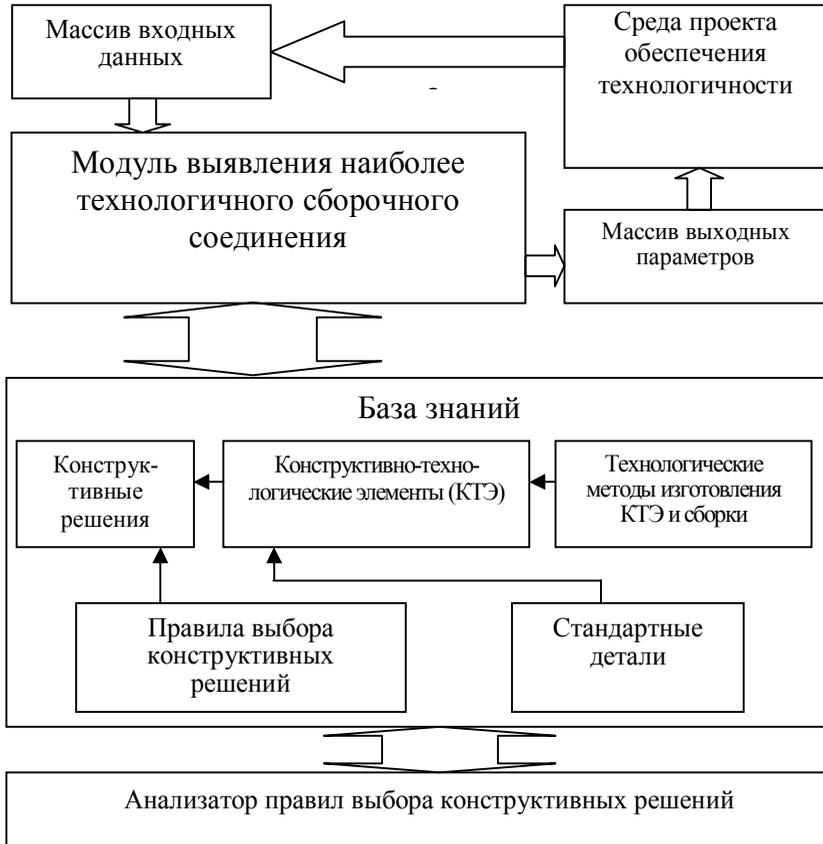 Массив входных
данных
Среда проекта
обеспечения
технологичности
Модуль выявления наиболее
технологичного сборочного
соединения
Массив выходных
параметров
База знаний
Конструк-
тивные
решения
Конструктивно-техно-
логические элементы (КТЭ)
Технологические
методы изготовления
КТЭ и сборки
Правила выбора
конструктивных
решений
Стандартные
детали
Анализатор правил выбора конструктивных решений